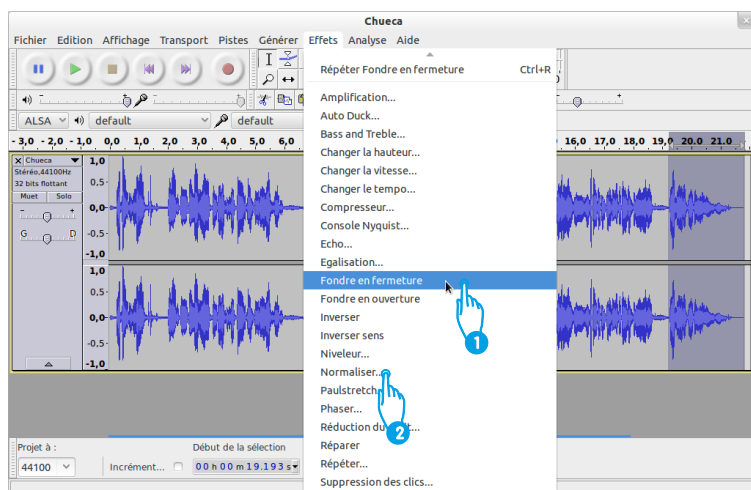 Chueca
Fichier Edition Affichage Transport Pistes Générer Effets Analyse Aide
Répéter Fondre en fermeture Ctrl+R
ALSA default default
- 3,0 - 2,0 - 1,0 0,0 1,0 2,0 3,0 4,0 5,0 6,0 16,0 17,0 18,0 19,0 20.0 21.0
Chueca
Stéréo,44100Hz
32 bits flottant
Muet Solo
- +
G D
1,0
0,5-
0,0-
-0,5-
-1,0
1,0
0,5-
0,0-
-0,5-
-1,0
Amplification...
Auto Duck...
Bass and Treble...
Changer la hauteur...
Changer la vitesse...
Changer le tempo...
Compresseur...
Console Nyquist...
Echo...
Egalisation...
Fondre en fermeture
Fondre en ouverture
Inverser
Inverser sens
Niveleur...
Normaliser...
Paulstretch
Phaser...
Réduction du
Réparer
Répéter...
Suppression des clics...
1
2
Projet à :
Début de la sélection
44100
Incrément...
00 h 00 m 19.193 s